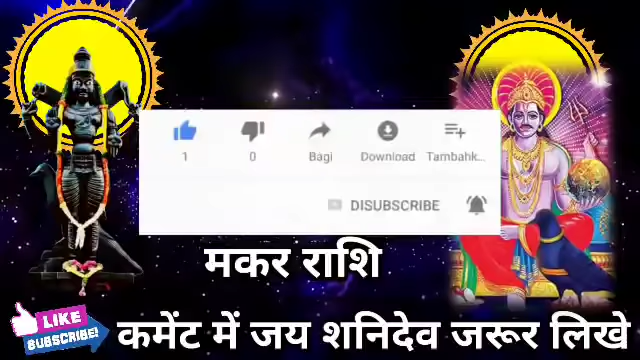 1 0 Bagi Download Tambahk...
DISUBSCRIBE
मकर राशि
LIKE
SUBSCRIBE!
कमेंट में जय शनिदेव जरूर लिखे